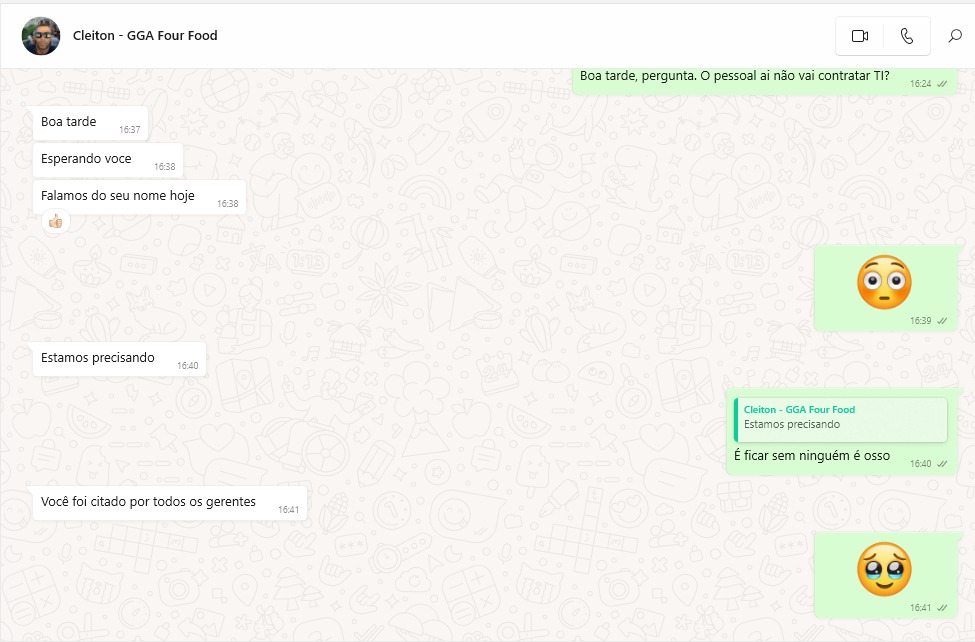 Cleiton - GGA Four Food
Boa tarde, pergunta. O pessoal ai não vai contratar TI?
16:24
Boa tarde
16:37
Esperando voce
16:38
Falamos do seu nome hoje
16:38
16:39
Estamos precisando
16:40
Cleiton - GGA Four Food
Estamos precisando
É ficar sem ninguém é osso
16:40
Você foi citado por todos os gerentes
16:41
16:41